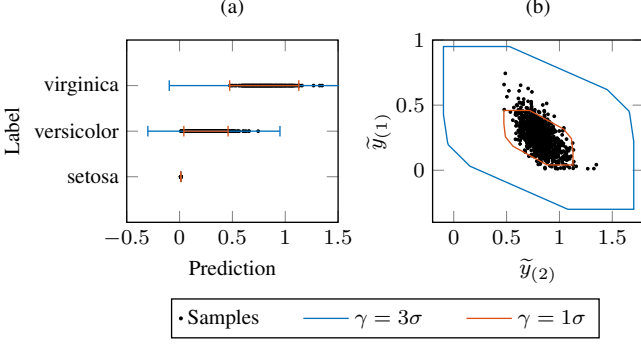 (a)
(b)
Label
virginica
versicolor
setosa
−0.5 0 0.5 1 1.5
Prediction
ỹ(1)
1
0.5
0
0 0.5 1 1.5
ỹ(2)
Samples γ = 3σ γ = 1σ